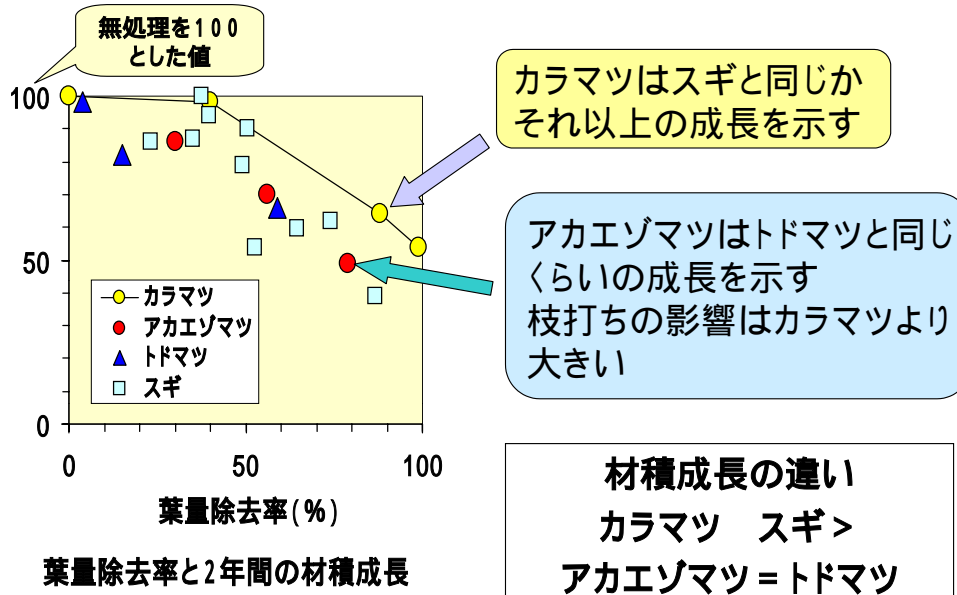 無処理を100
とした値
100
50
0
カラマツ
アカエゾマツ
トドマツ
スギ
0 50 100
葉量除去率(%)
葉量除去率と2年間の材積成長
カラマツはスギと同じか
それ以上の成長を示す
アカエゾマツはトドマツと同じ
くらいの成長を示す
枝打ちの影響はカラマツより
大きい
材積成長の違い
カラマツ スギ>
アカエゾマツ=トドマツ